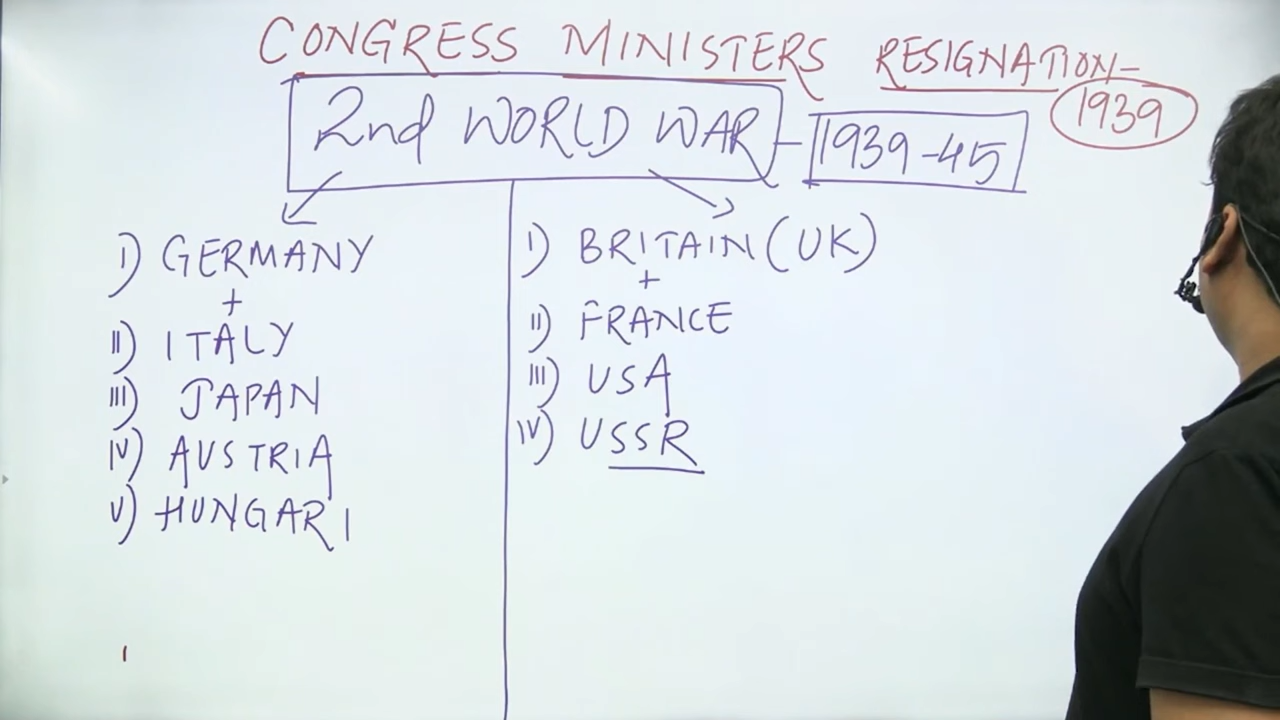 CONGRESS MINISTERS RESIGNATION-
1939
2nd WORLD WAR - 1939-45
I) GERMANY
+
II) ITALY
III) JAPAN
IV) AUSTRIA
V) HUNGARI
I) BRITAIN (UK)
+
II) FRANCE
III) USA
IV) USSR